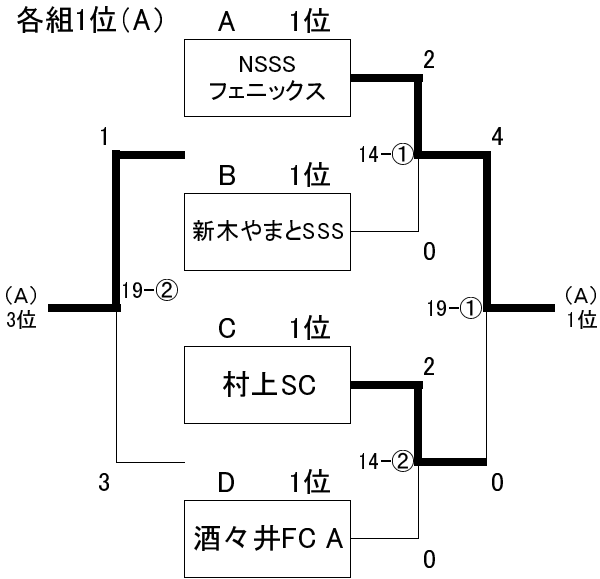 各組1位(A)
A 1位
NSSS
フェニックス
2
1
4
14-①
B 1位
新木やまとSSS
0
19-②
(A)
3位
19-①
(A)
1位
C 1位
村上SC
2
14-②
3
0
D 1位
酒々井FC A
0